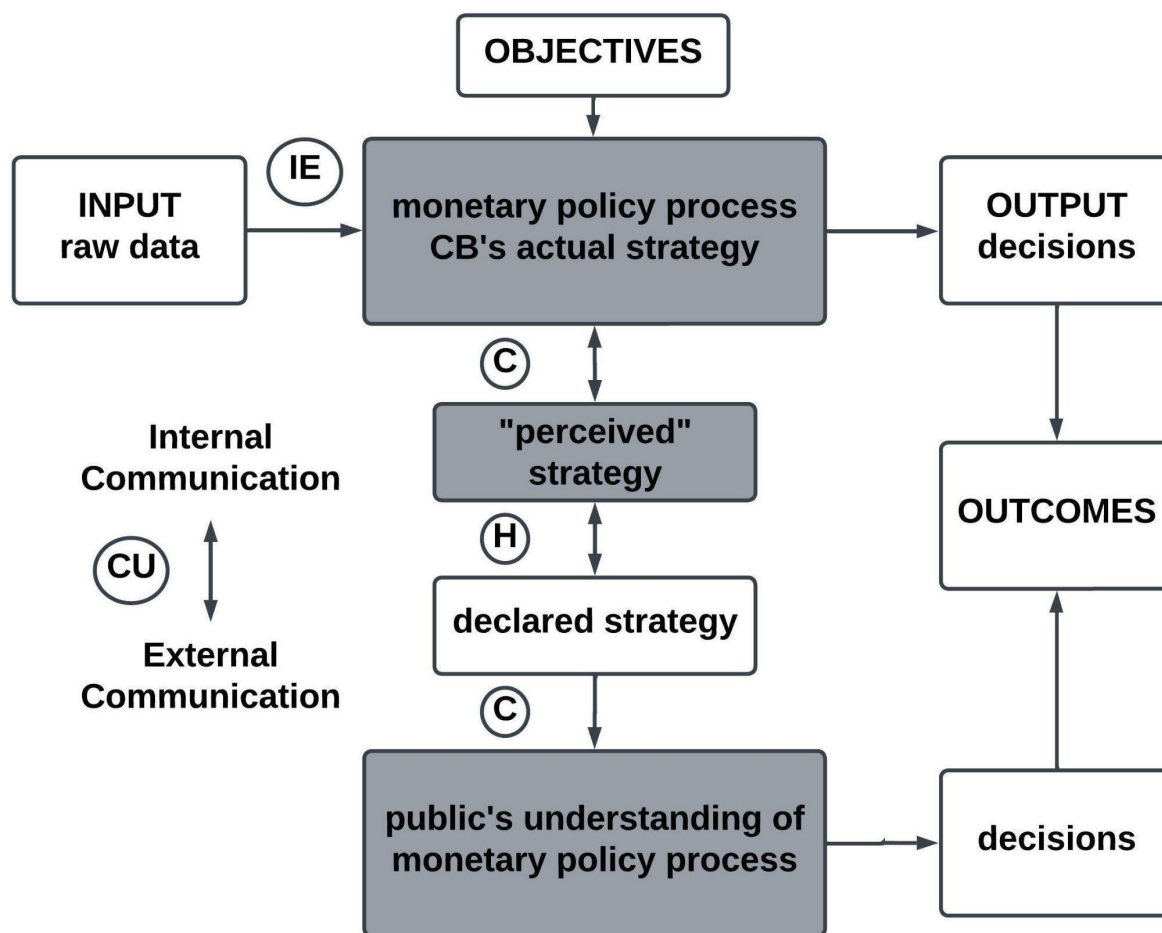 OBJECTIVES
IE
INPUT
raw data
monetary policy process
CB's actual strategy
OUTPUT
decisions
C
"perceived"
strategy
Internal
Communication
OUTCOMES
H
CU
declared strategy
External
Communication
C
public's understanding of
monetary policy process
decisions